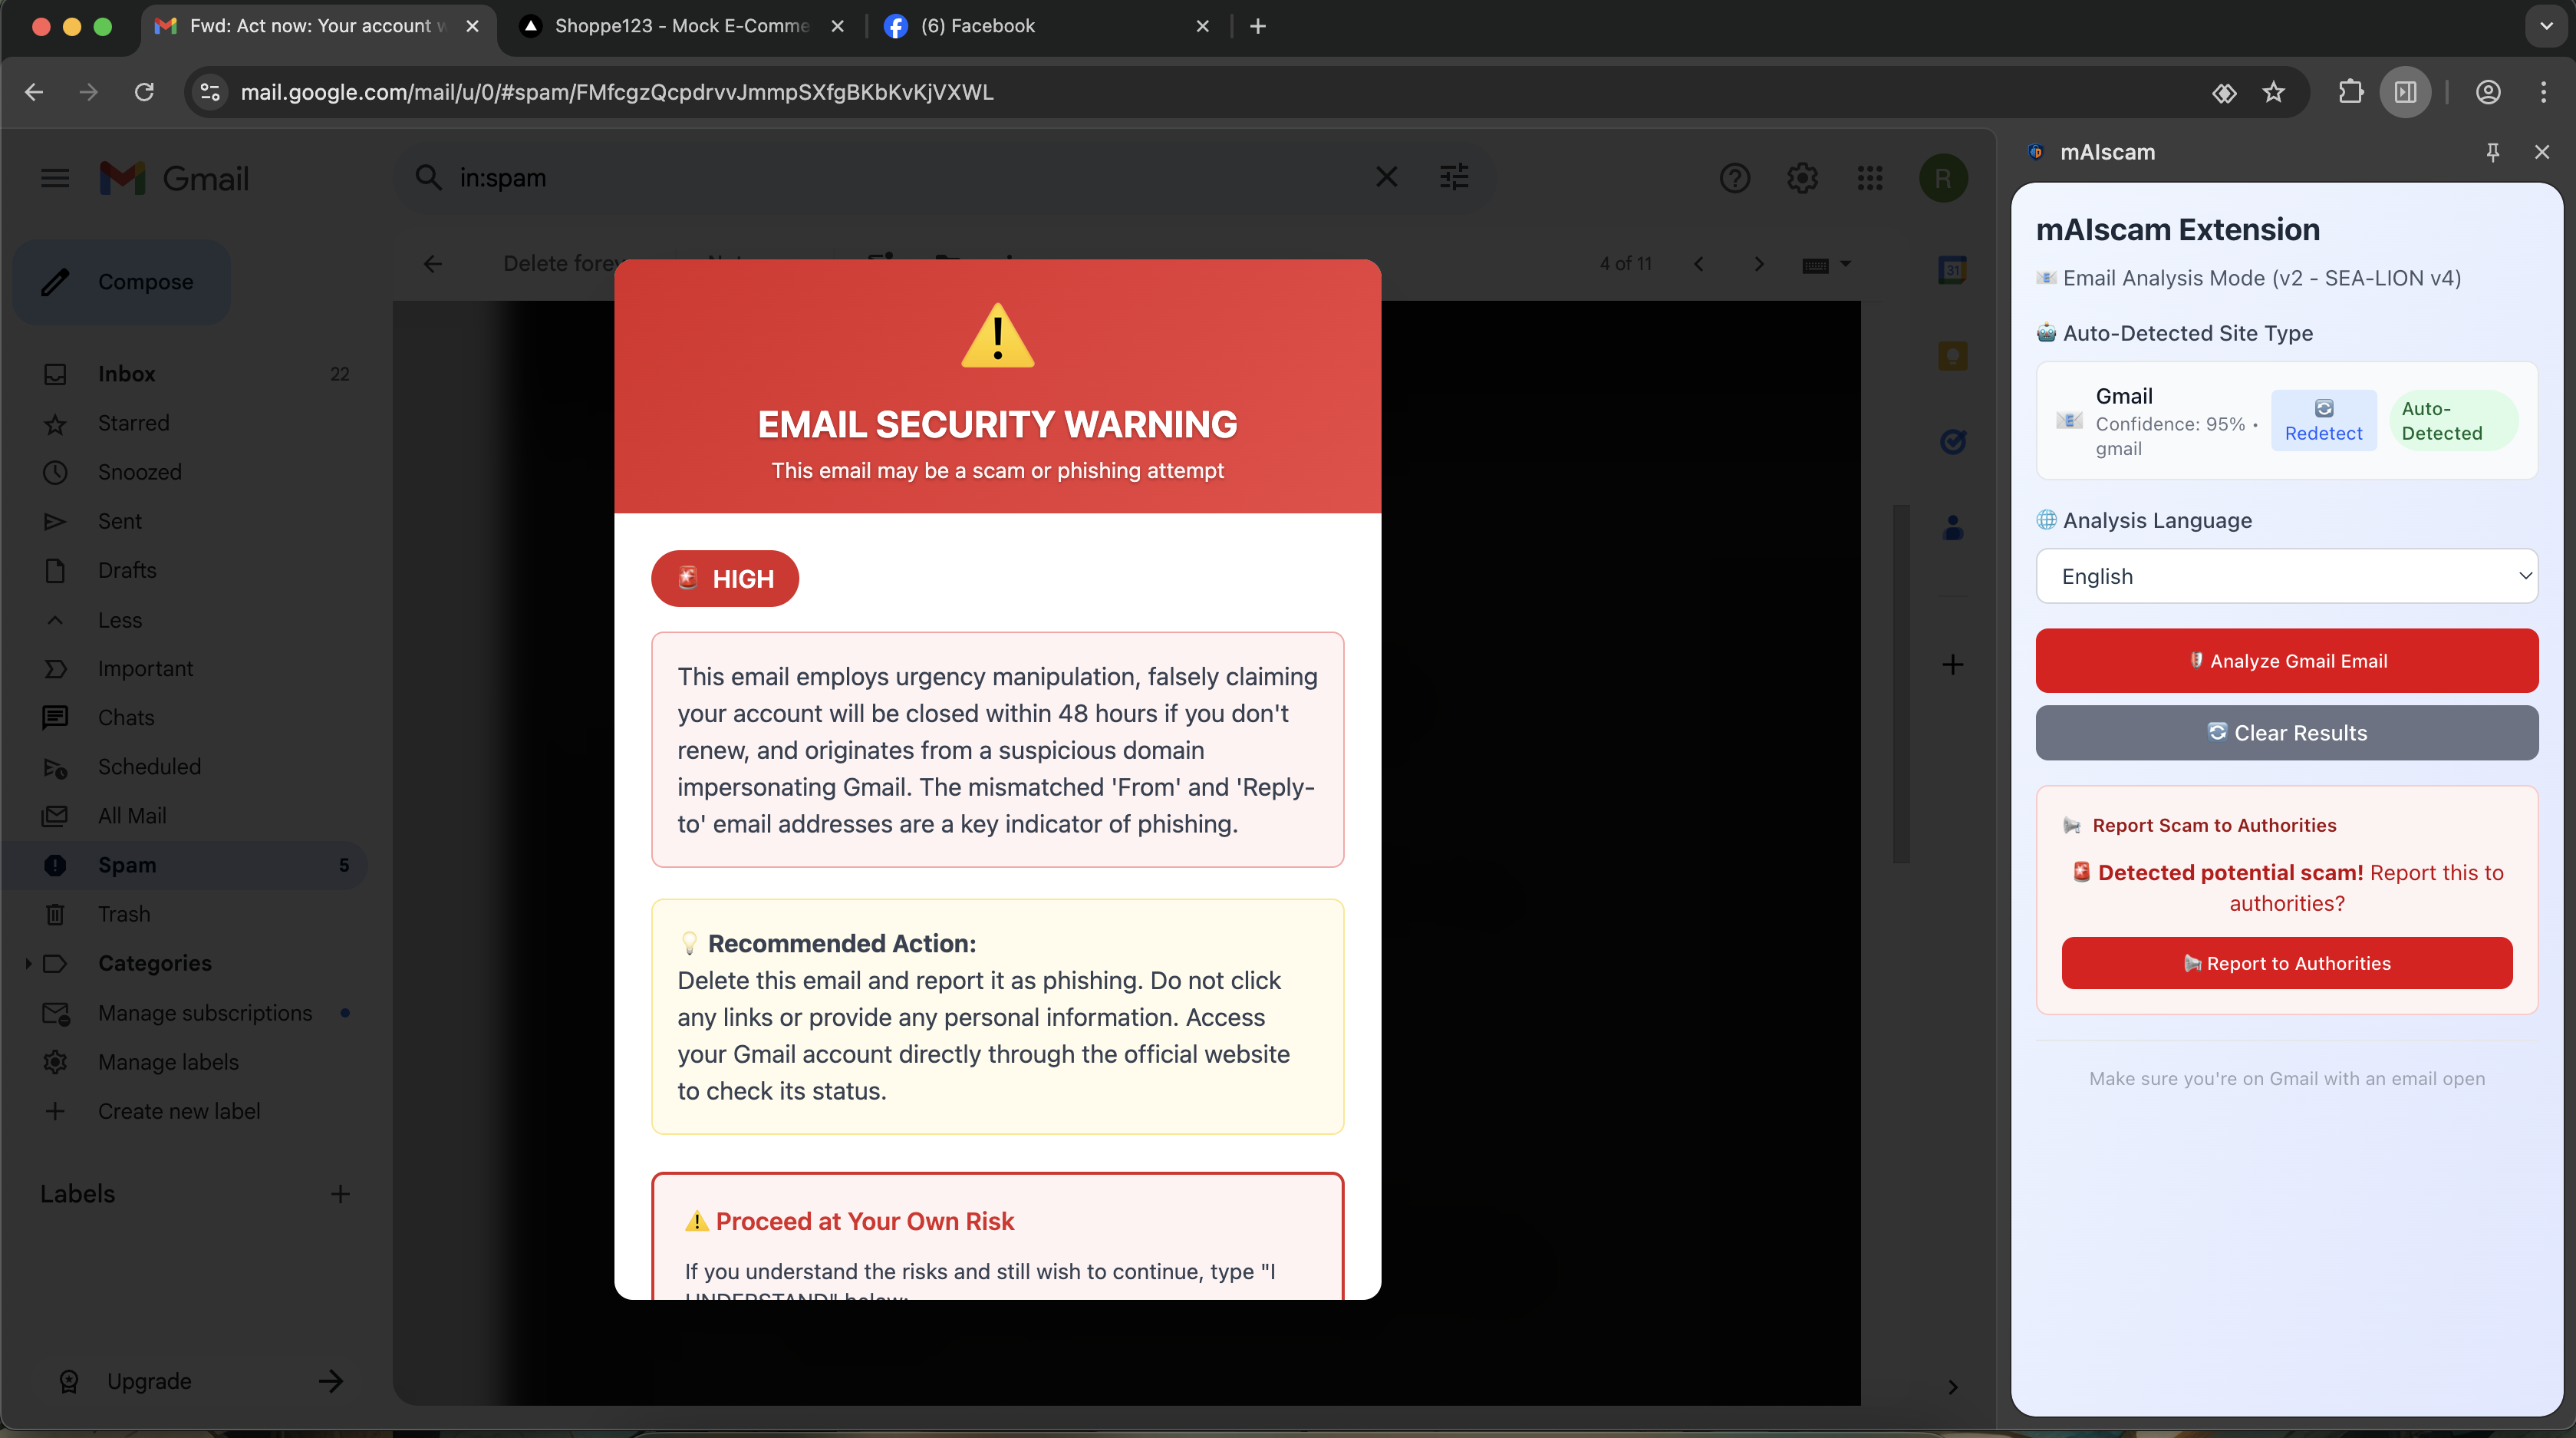 Fwd: Act now: Your account w
Shoppe123 - Mock E-Comme
(6) Facebook
mail.google.com/mail/u/0/#spam/FMfcgzQcpdrvvJmmpSXfgBKbKvKjVXWL
Gmail
in:spam
R
Compose
Inbox 22
Starred
Snoozed
Sent
Drafts
Less
Important
Chats
Scheduled
All Mail
Spam 5
Trash
Categories
Manage subscriptions
Manage labels
Create new label
Labels
Upgrade
Delete forev
4 of 11
31
EMAIL SECURITY WARNING
This email may be a scam or phishing attempt
HIGH
This email employs urgency manipulation, falsely claiming
your account will be closed within 48 hours if you don't
renew, and originates from a suspicious domain
impersonating Gmail. The mismatched 'From' and 'Reply-
to' email addresses are a key indicator of phishing.
Recommended Action:
Delete this email and report it as phishing. Do not click
any links or provide any personal information. Access
your Gmail account directly through the official website
to check its status.
Proceed at Your Own Risk
If you understand the risks and still wish to continue, type "I
UNDERSTAND" below:
mAIscam
mAIscam Extension
Email Analysis Mode (v2 - SEA-LION v4)
Auto-Detected Site Type
Gmail
Confidence: 95% •
gmail
Redetect
Auto-
Detected
Analysis Language
English
Analyze Gmail Email
Clear Results
Report Scam to Authorities
Detected potential scam! Report this to
authorities?
Report to Authorities
Make sure you're on Gmail with an email open